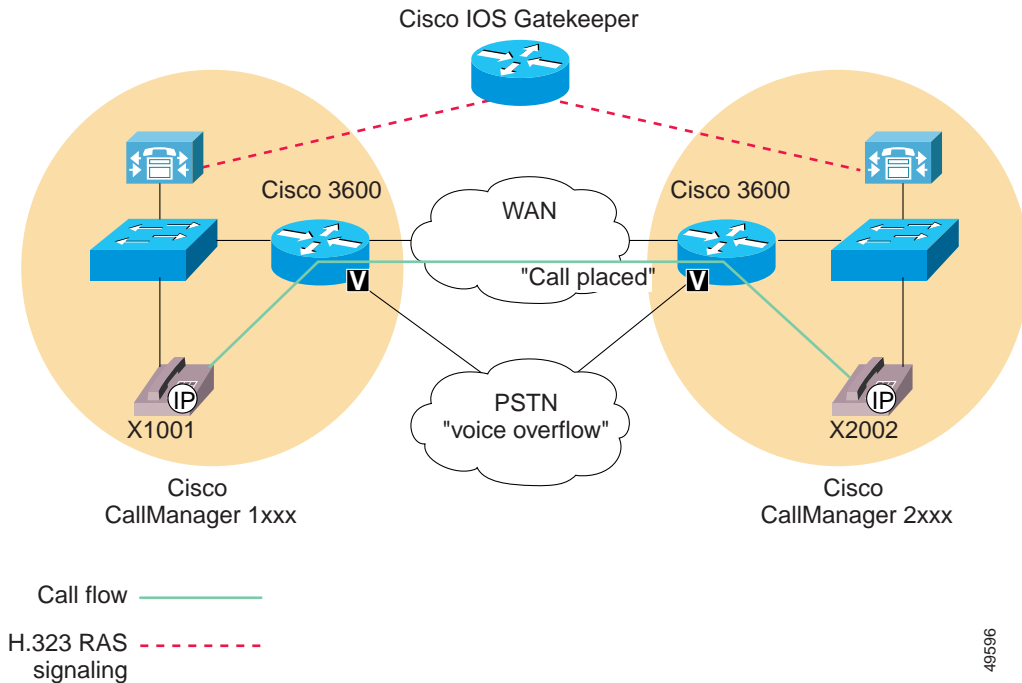 Cisco IOS Gatekeeper
Cisco 3600
Cisco 3600
WAN
"Call placed"
V
V
IP
X1001
PSTN
"voice overflow"
IP
X2002
Cisco
CallManager 1xxx
Cisco
CallManager 2xxx
Call flow
H.323 RAS
signaling
49596